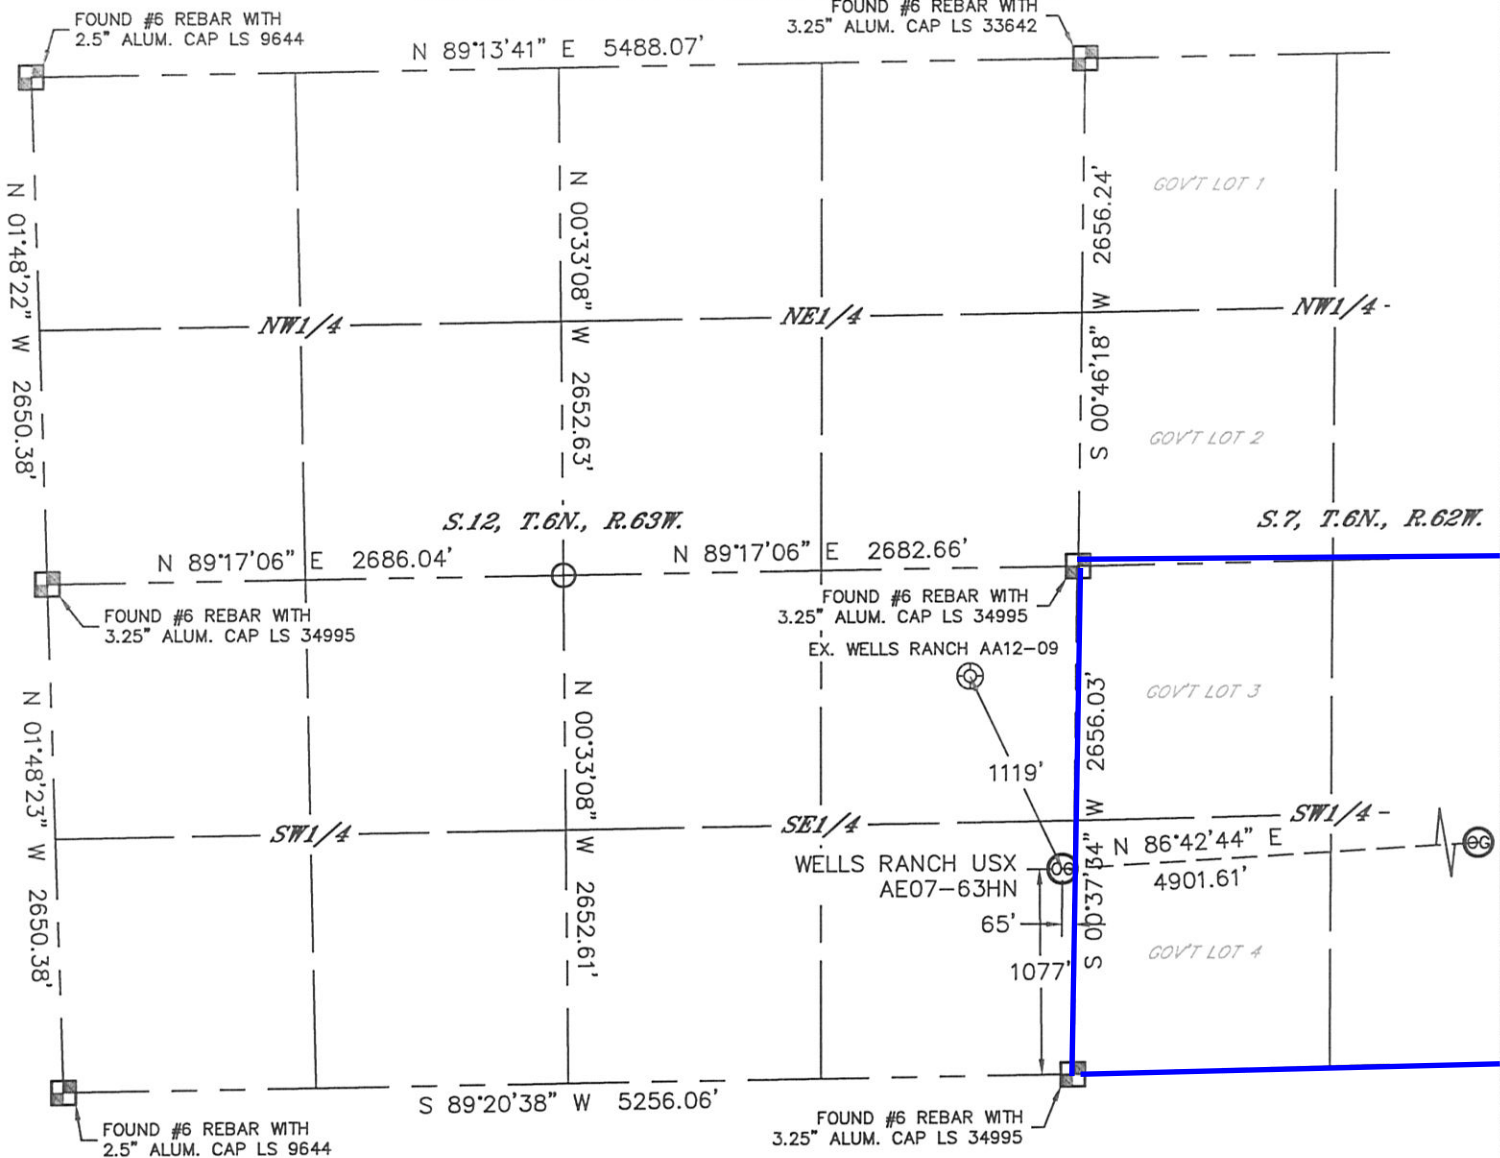 FOUND #6 REBAR WITH
2.5" ALUM. CAP LS 9644
N 89°13'41" E 5488.07'
FOUND #6 REBAR WITH
3.25" ALUM. CAP LS 33642
N 01°48'22" W 2650.38'
N 00°33'08" W 2652.63'
S 00°46'18" W 2656.24'
GOV'T LOT 1
NW1/4
NE1/4
NW1/4
GOV'T LOT 2
S.12, T.6N., R.63W.
S.7, T.6N., R.62W.
N 89°17'06" E 2686.04'
N 89°17'06" E 2682.66'
FOUND #6 REBAR WITH
3.25" ALUM. CAP LS 34995
FOUND #6 REBAR WITH
3.25" ALUM. CAP LS 34995
EX. WELLS RANCH AA12-09
N 01°48'23" W 2650.38'
N 00°33'08" W 2652.61'
S 00°37'34" W 2656.03'
GOV'T LOT 3
1119'
SW1/4
SE1/4
SW1/4
N 86°42'44" E
4901.61'
OG
WELLS RANCH USX
AE07-63HN
OG
65'
1077'
GOV'T LOT 4
S 89°20'38" W 5256.06'
FOUND #6 REBAR WITH
2.5" ALUM. CAP LS 9644
FOUND #6 REBAR WITH
3.25" ALUM. CAP LS 34995